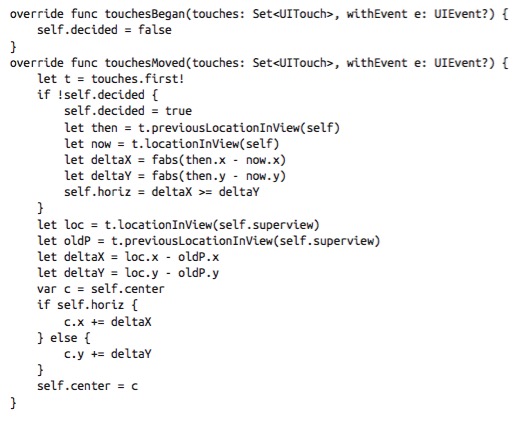 override func touchesBegan(touches: Set<UITouch>, withEvent e: UIEvent?) {
    self.decided = false
}
override func touchesMoved(touches: Set<UITouch>, withEvent e: UIEvent?) {
    let t = touches.first!
    if !self.decided {
        self.decided = true
        let then = t.previousLocationInView(self)
        let now = t.locationInView(self)
        let deltaX = fabs(then.x - now.x)
        let deltaY = fabs(then.y - now.y)
        self.horiz = deltaX >= deltaY
    }
    let loc = t.locationInView(self.superview)
    let oldP = t.previousLocationInView(self.superview)
    let deltaX = loc.x - oldP.x
    let deltaY = loc.y - oldP.y
    var c = self.center
    if self.horiz {
        c.x += deltaX
    } else {
        c.y += deltaY
    }
    self.center = c
}